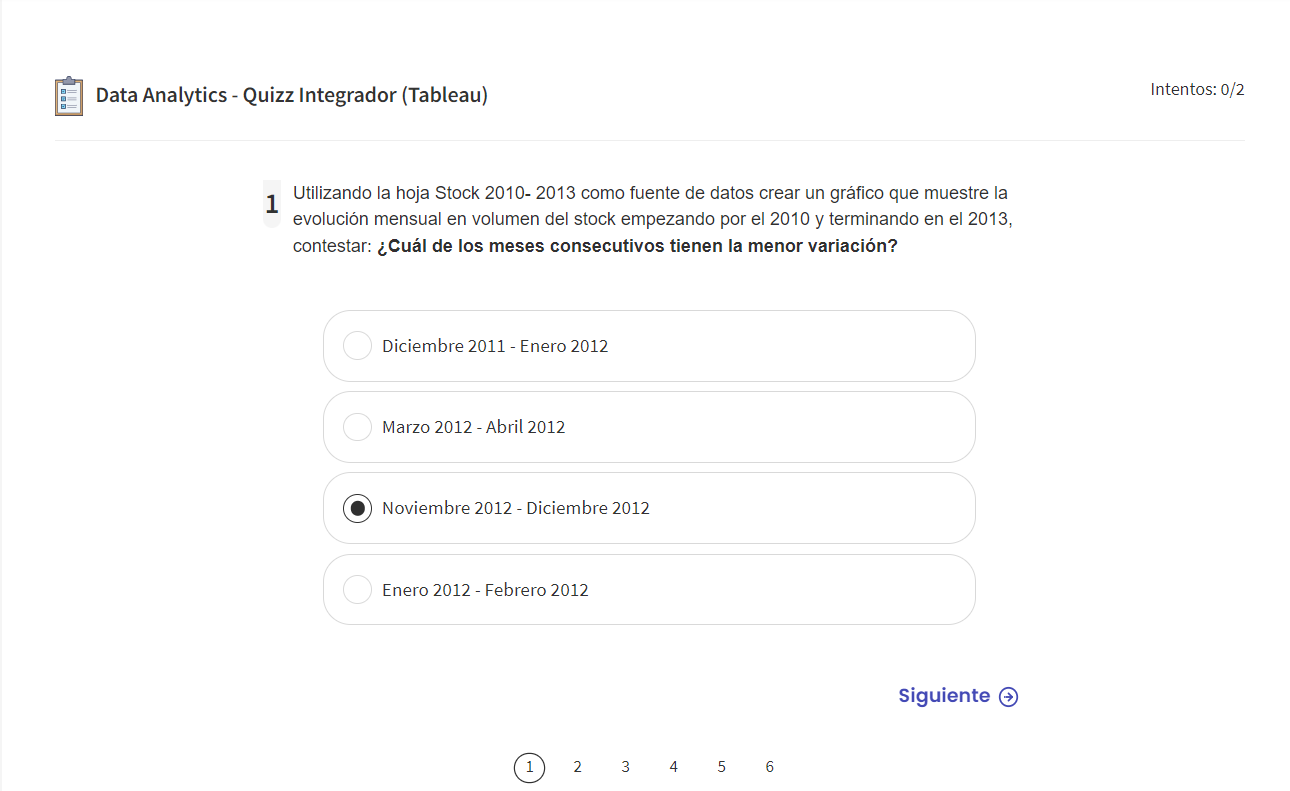 Data Analytics - Quizz Integrador (Tableau)
Intentos: 0/2
1
Utilizando la hoja Stock 2010- 2013 como fuente de datos crear un gráfico que muestre la
evolución mensual en volumen del stock empezando por el 2010 y terminando en el 2013,
contestar: ¿Cuál de los meses consecutivos tienen la menor variación?
Diciembre 2011 - Enero 2012
Marzo 2012 - Abril 2012
Noviembre 2012 - Diciembre 2012
Enero 2012 - Febrero 2012
Siguiente
1 2 3 4 5 6